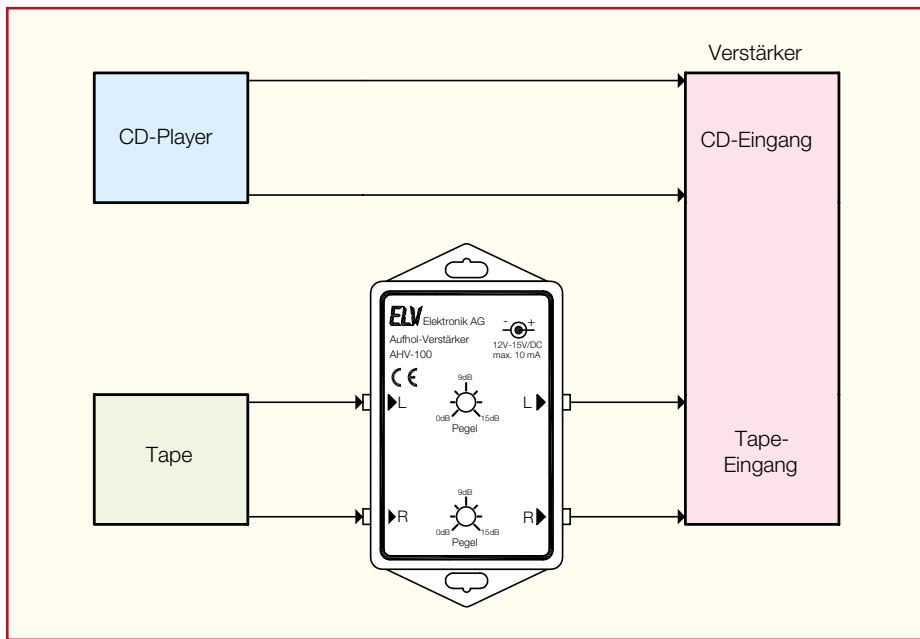 Verstärker
CD-Player
CD-Eingang
ELV Elektronik AG
Aufhol-Verstärker
AHV-100
- +
12V-15V/DC
max. 10 mA
CE
9dB
L
L
0dB 15dB
Pegel
Tape
Tape-
Eingang
9dB
R
R
0dB 15dB
Pegel